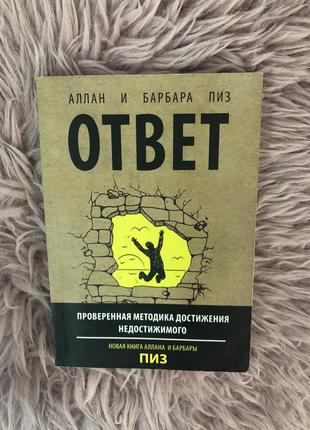 АЛЛАН И БАРБАРА ПИЗ
ОТВЕТ
ПРОВЕРЕННАЯ МЕТОДИКА ДОСТИЖЕНИЯ
НЕДОСТИЖИМОГО
НОВАЯ КНИГА АЛЛАНА И БАРБАРЫ
ПИЗ